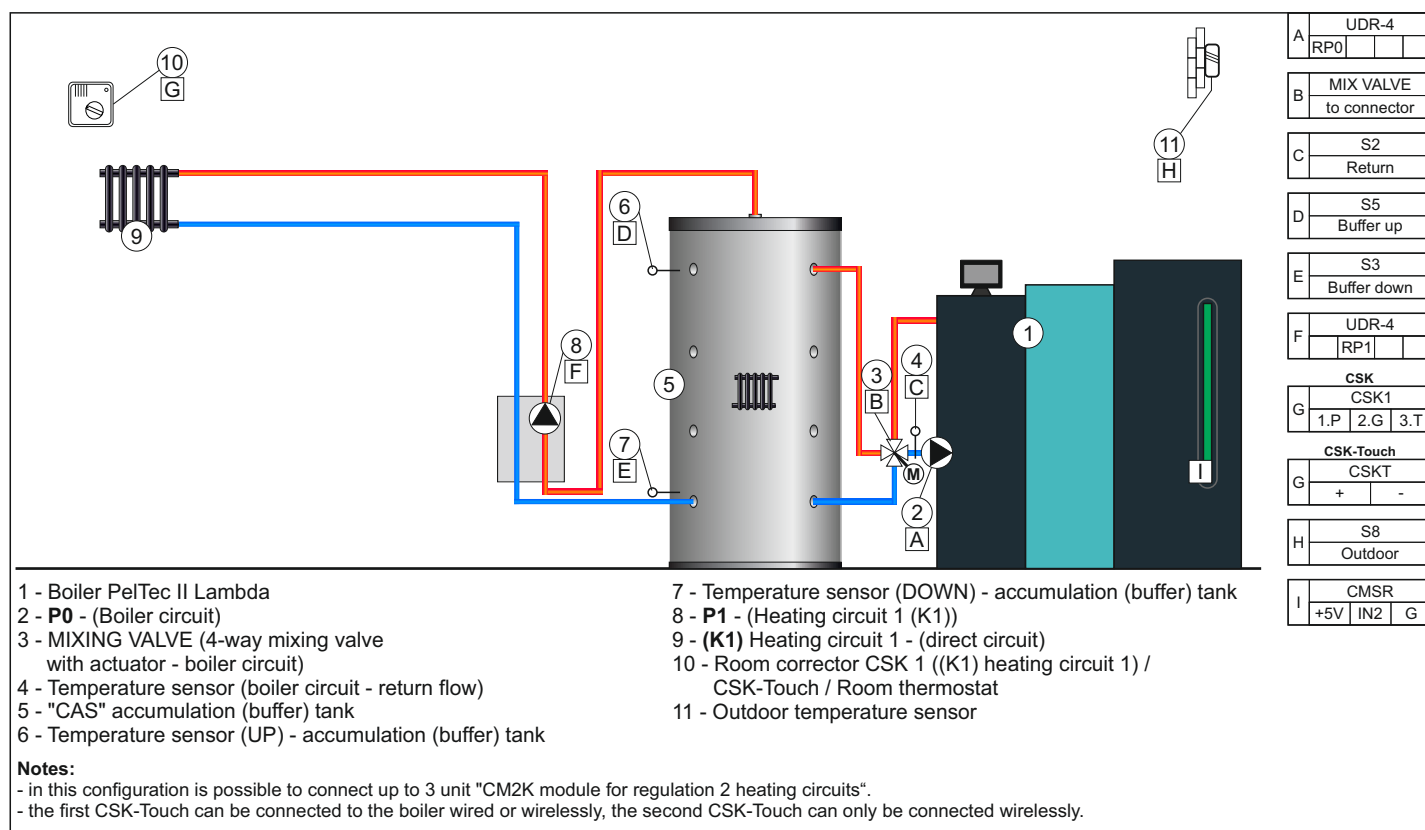 10
G
9
8
F
6
D
7
E
5
3
B
4
C
M
2
A
1
I
11
H
A UDR-4
RP0
B MIX VALVE
to connector
C S2
Return
D S5
Buffer up
E S3
Buffer down
F UDR-4
RP1
CSK
G CSK1
1.P 2.G 3.T
CSK-Touch
G CSKT
+ -
H S8
Outdoor
I CMSR
+5V IN2 G
1 - Boiler PelTec II Lambda
2 - P0 - (Boiler circuit)
3 - MIXING VALVE (4-way mixing valve
with actuator - boiler circuit)
4 - Temperature sensor (boiler circuit - return flow)
5 - "CAS" accumulation (buffer) tank
6 - Temperature sensor (UP) - accumulation (buffer) tank
7 - Temperature sensor (DOWN) - accumulation (buffer) tank
8 - P1 - (Heating circuit 1 (K1))
9 - (K1) Heating circuit 1 - (direct circuit)
10 - Room corrector CSK 1 ((K1) heating circuit 1) /
CSK-Touch / Room thermostat
11 - Outdoor temperature sensor
Notes:
- in this configuration is possible to connect up to 3 unit "CM2K module for regulation 2 heating circuits“.
- the first CSK-Touch can be connected to the boiler wired or wirelessly, the second CSK-Touch can only be connected wirelessly.